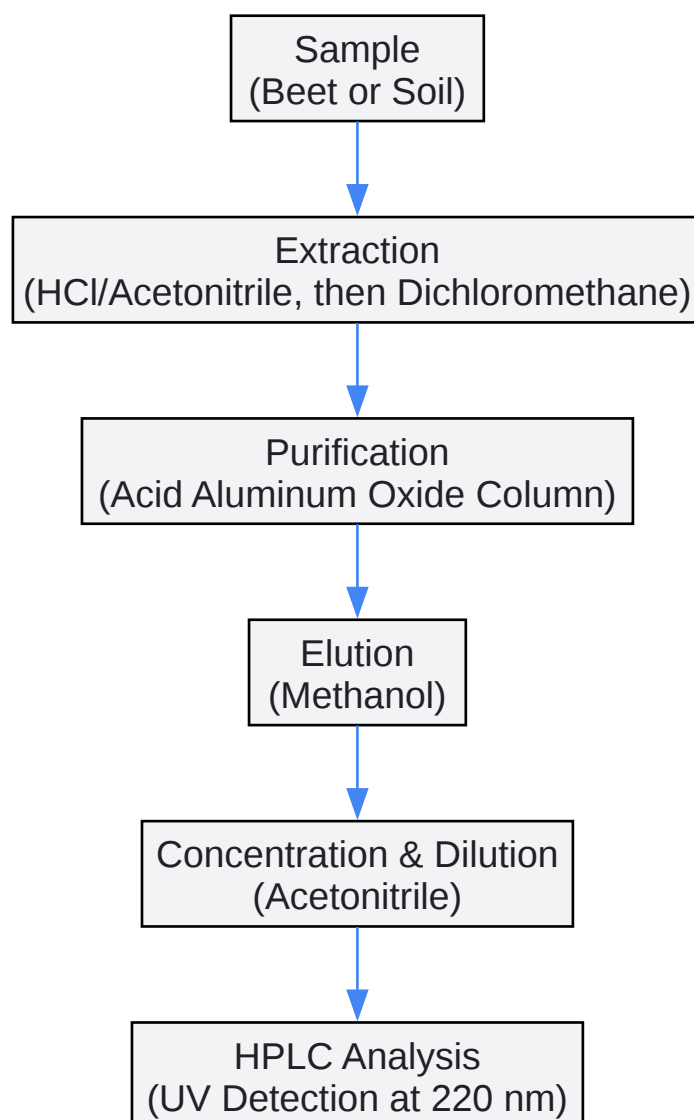 Sample
(Beet or Soil)
Extraction
(HCl/Acetonitrile, then Dichloromethane)
Purification
(Acid Aluminum Oxide Column)
Elution
(Methanol)
Concentration & Dilution
(Acetonitrile)
HPLC Analysis
(UV Detection at 220 nm)